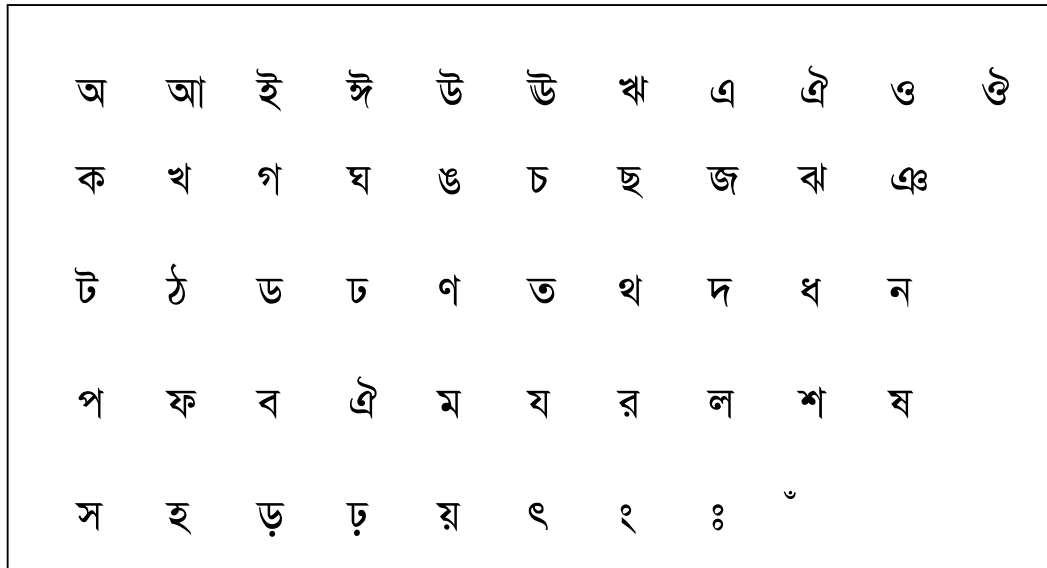 অ আ ই ঈ উ ঊ ঋ এ ঐ ও ঔ
ক খ গ ঘ ঙ চ ছ জ ঝ ঞ
ট ঠ ড ঢ ণ ত থ দ ধ ন
প ফ ব ঐ ম য র ল শ ষ
স হ ড় ঢ় য় ৎ ং ঃ ঁ